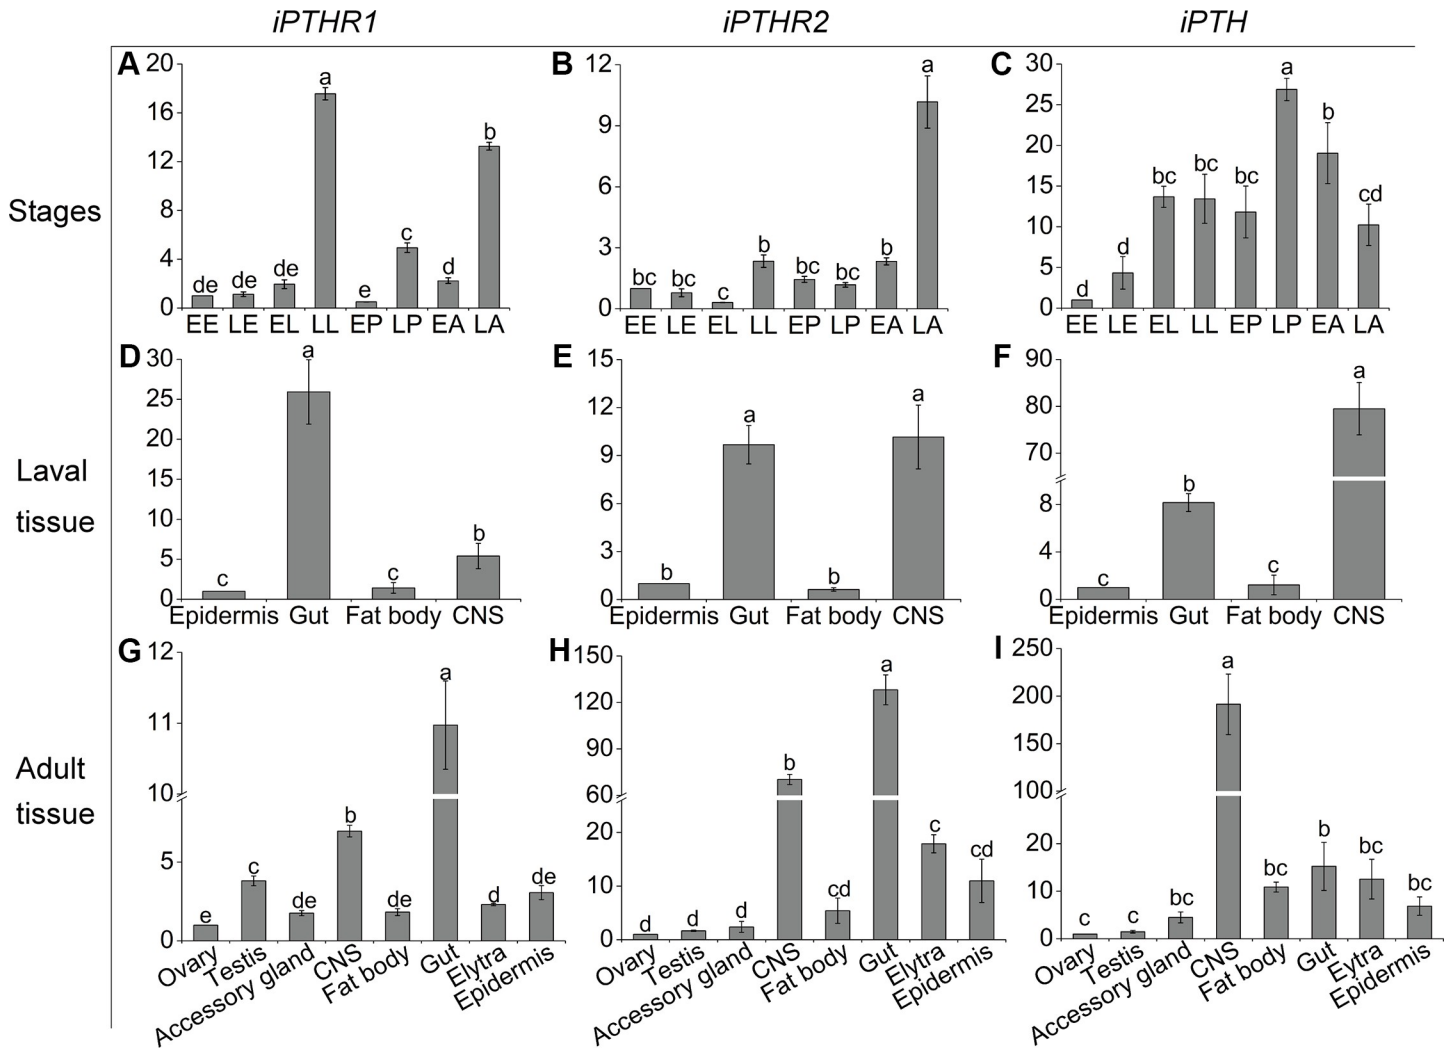 iPTHR1 iPTHR2 iPTH
Stages
A
20
16
12
8
4
0
de de de a e c d b
EE LE EL LL EP LP EA LA
B
12
9
6
3
0
bc bc c b bc bc b a
EE LE EL LL EP LP EA LA
C
30
25
20
15
10
5
0
d d bc bc bc a b cd
EE LE EL LL EP LP EA LA
Laval
tissue
D
30
25
20
15
10
5
0
c a c b
Epidermis Gut Fat body CNS
E
15
12
9
6
3
0
b a b a
Epidermis Gut Fat body CNS
F
90
80
70
8
4
0
c b c a
Epidermis Gut Fat body CNS
Adult
tissue
G
12
11
10
5
0
e c de b de a d de
Ovary Testis Accessory gland CNS Fat body Gut Elytra Epidermis
H
150
120
90
60
20
10
0
d d d b cd a c cd
Ovary Testis Accessory gland CNS Fat body Gut Elytra Epidermis
I
250
200
150
100
20
10
0
c c bc a bc b bc bc
Ovary Testis Accessory gland CNS Fat body Gut Eytra Epidermis